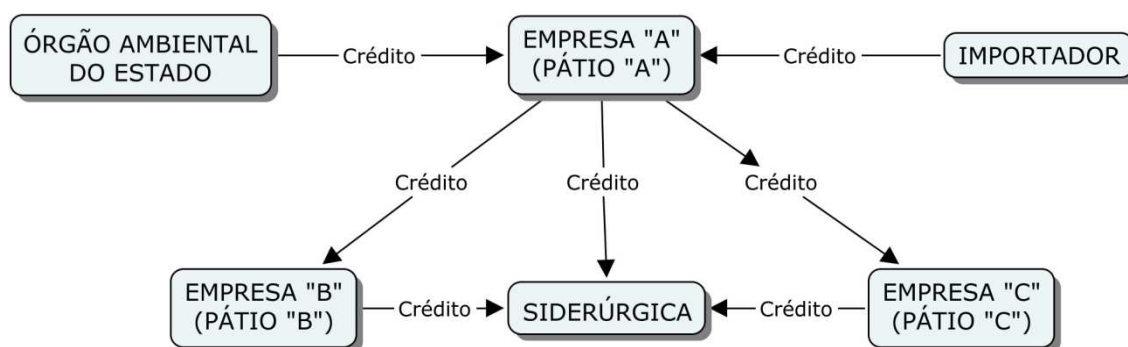 ÓRGÃO AMBIENTAL
DO ESTADO
Crédito
EMPRESA "A"
(PÁTIO "A")
Crédito
IMPORTADOR
Crédito
Crédito
Crédito
EMPRESA "B"
(PÁTIO "B")
Crédito
SIDERÚRGICA
Crédito
EMPRESA "C"
(PÁTIO "C")